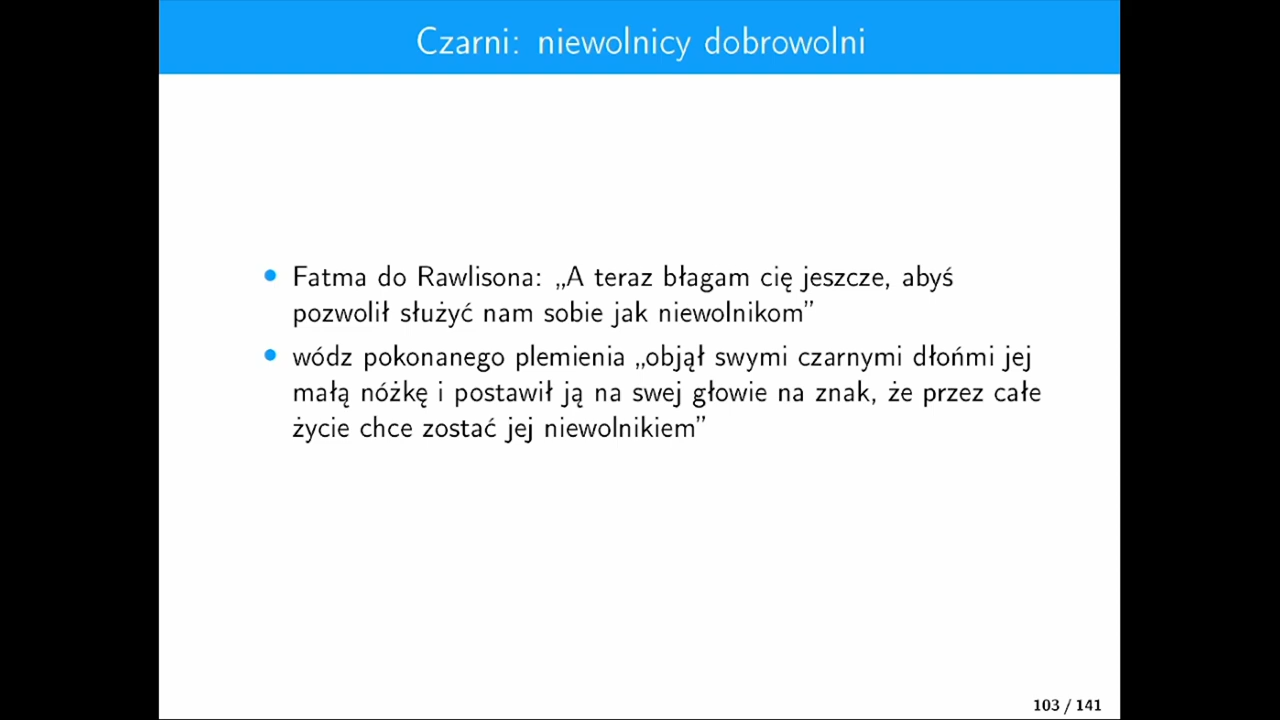 Czarni: niewolnicy dobrowolni
Fatma do Rawlisona: „A teraz błagam cię jeszcze, abyś
pozwolił służyć nam sobie jak niewolnikom”
wódz pokonanego plemienia „objął swymi czarnymi dłońmi jej
małą nóżkę i postawił ją na swej głowie na znak, że przez całe
życie chce zostać jej niewolnikiem”
103 / 141